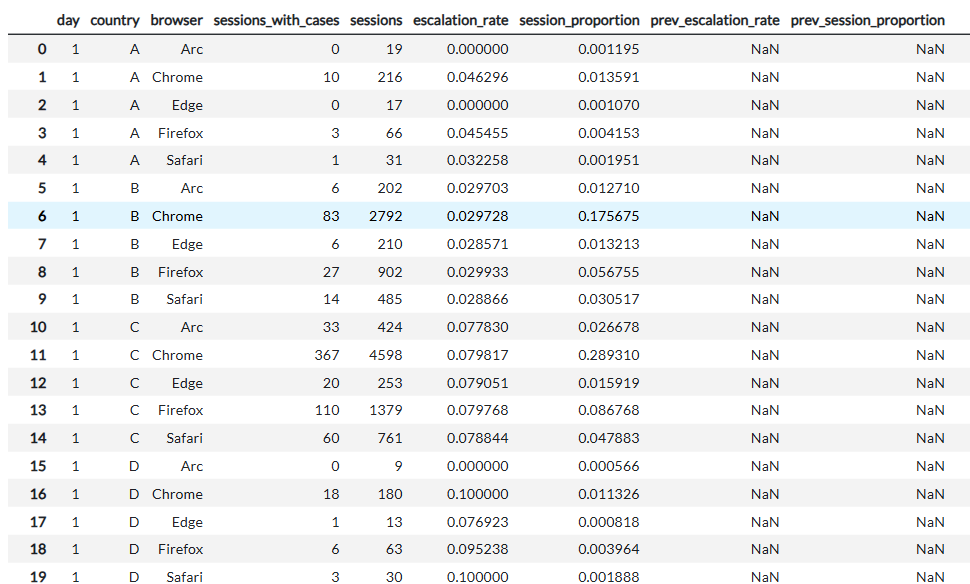 day country browser sessions_with_cases sessions escalation_rate session_proportion prev_escalation_rate prev_session_proportion
0 1 A Arc 0 19 0.000000 0.001195 NaN NaN
1 1 A Chrome 10 216 0.046296 0.013591 NaN NaN
2 1 A Edge 0 17 0.000000 0.001070 NaN NaN
3 1 A Firefox 3 66 0.045455 0.004153 NaN NaN
4 1 A Safari 1 31 0.032258 0.001951 NaN NaN
5 1 B Arc 6 202 0.029703 0.012710 NaN NaN
6 1 B Chrome 83 2792 0.029728 0.175675 NaN NaN
7 1 B Edge 6 210 0.028571 0.013213 NaN NaN
8 1 B Firefox 27 902 0.029933 0.056755 NaN NaN
9 1 B Safari 14 485 0.028866 0.030517 NaN NaN
10 1 C Arc 33 424 0.077830 0.026678 NaN NaN
11 1 C Chrome 367 4598 0.079817 0.289310 NaN NaN
12 1 C Edge 20 253 0.079051 0.015919 NaN NaN
13 1 C Firefox 110 1379 0.079768 0.086768 NaN NaN
14 1 C Safari 60 761 0.078844 0.047883 NaN NaN
15 1 D Arc 0 9 0.000000 0.000566 NaN NaN
16 1 D Chrome 18 180 0.100000 0.011326 NaN NaN
17 1 D Edge 1 13 0.076923 0.000818 NaN NaN
18 1 D Firefox 6 63 0.095238 0.003964 NaN NaN
19 1 D Safari 3 30 0.100000 0.001888 NaN NaN